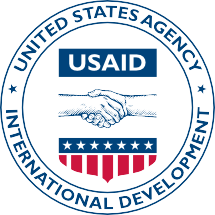 UNITED STATES AGENCY
USAID
INTERNATIONAL DEVELOPMENT